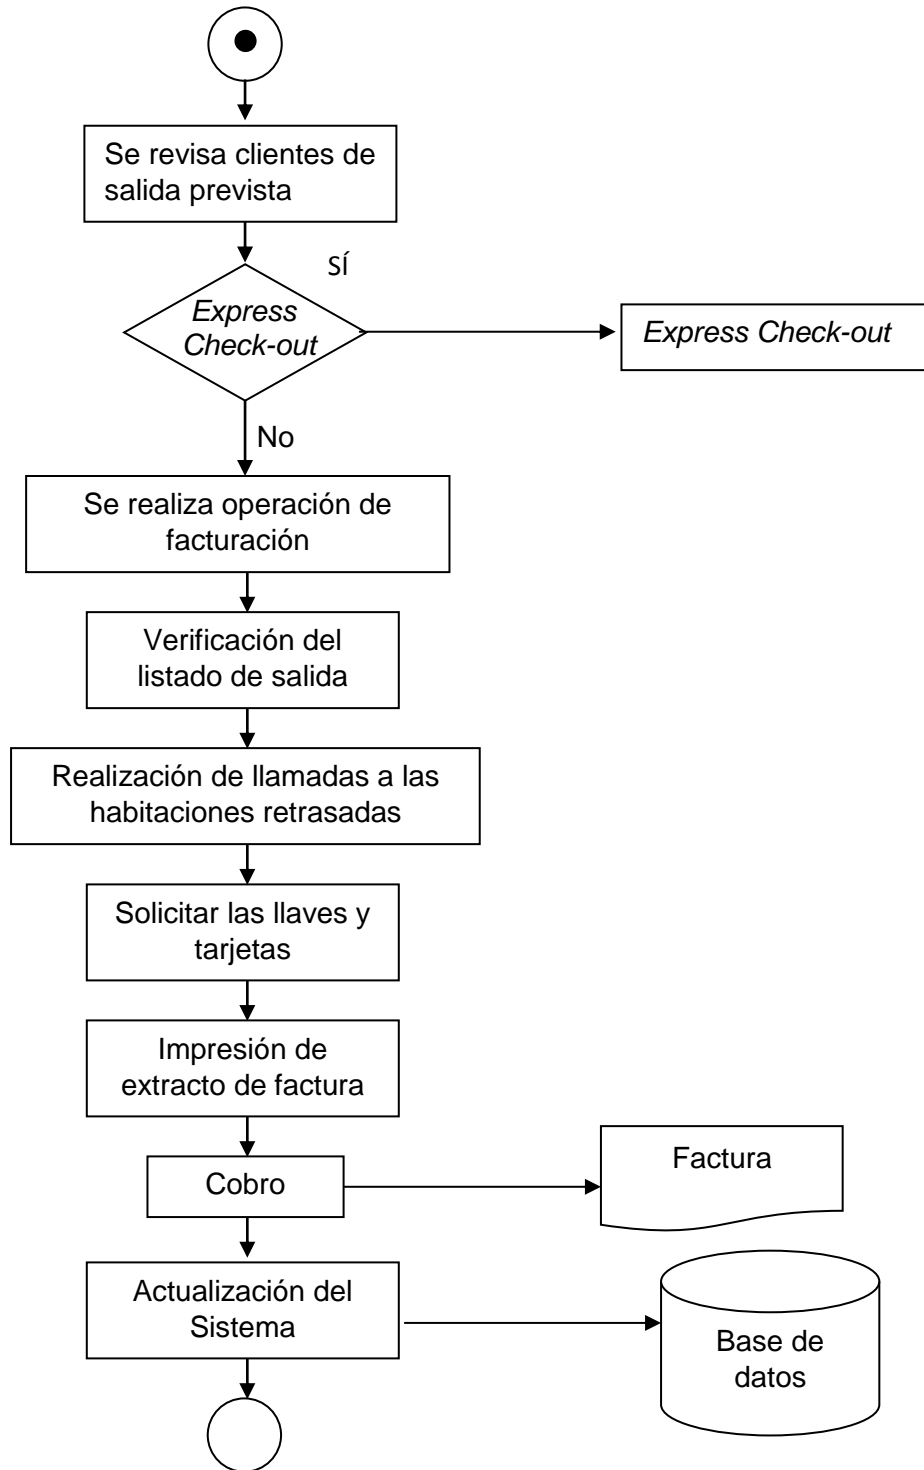 Se revisa clientes de
salida prevista
SÍ
Express
Check-out
Express Check-out
No
Se realiza operación de
facturación
Verificación del
listado de salida
Realización de llamadas a las
habitaciones retrasadas
Solicitar las llaves y
tarjetas
Impresión de
extracto de factura
Cobro
Factura
Actualización del
Sistema
Base de
datos